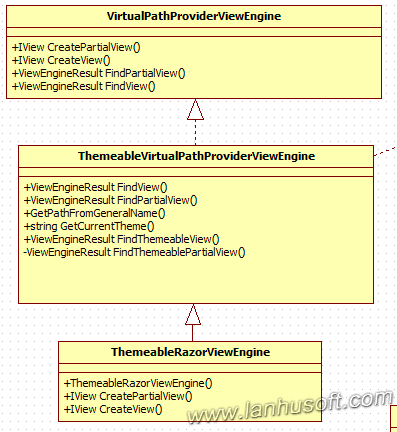 VirtualPathProviderViewEngine
+IView CreatePartialView()
+IView CreateView()
+ViewEngineResult FindPartialView()
+ViewEngineResult FindView()
ThemeableVirtualPathProviderViewEngine
+ViewEngineResult FindView()
+ViewEngineResult FindPartialView()
+GetPathFromGeneralName()
+string GetCurrentTheme()
+ViewEngineResult FindThemeableView()
-ViewEngineResult FindThemeablePartialView()
ThemeableRazorViewEngine
+ThemeableRazorViewEngine()
+IView CreatePartialView()
+IView CreateView()
www.lanhusoft.com